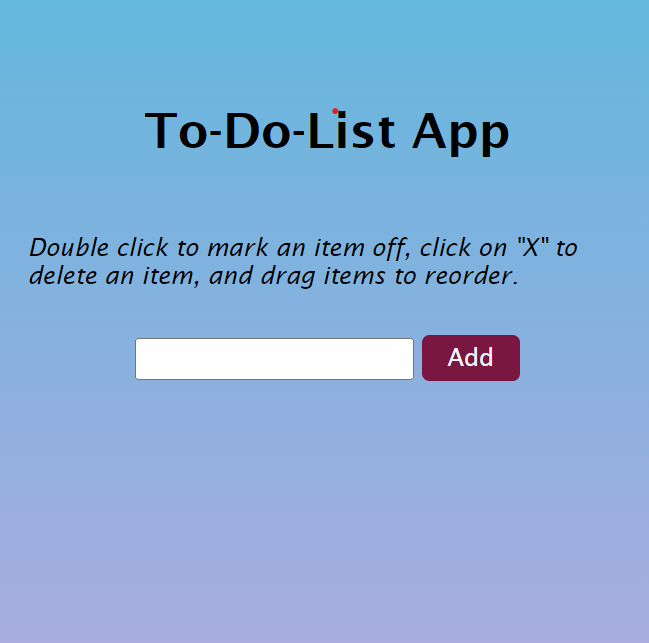 To-Do-List App
Double click to mark an item off, click on "X" to
delete an item, and drag items to reorder.
Add